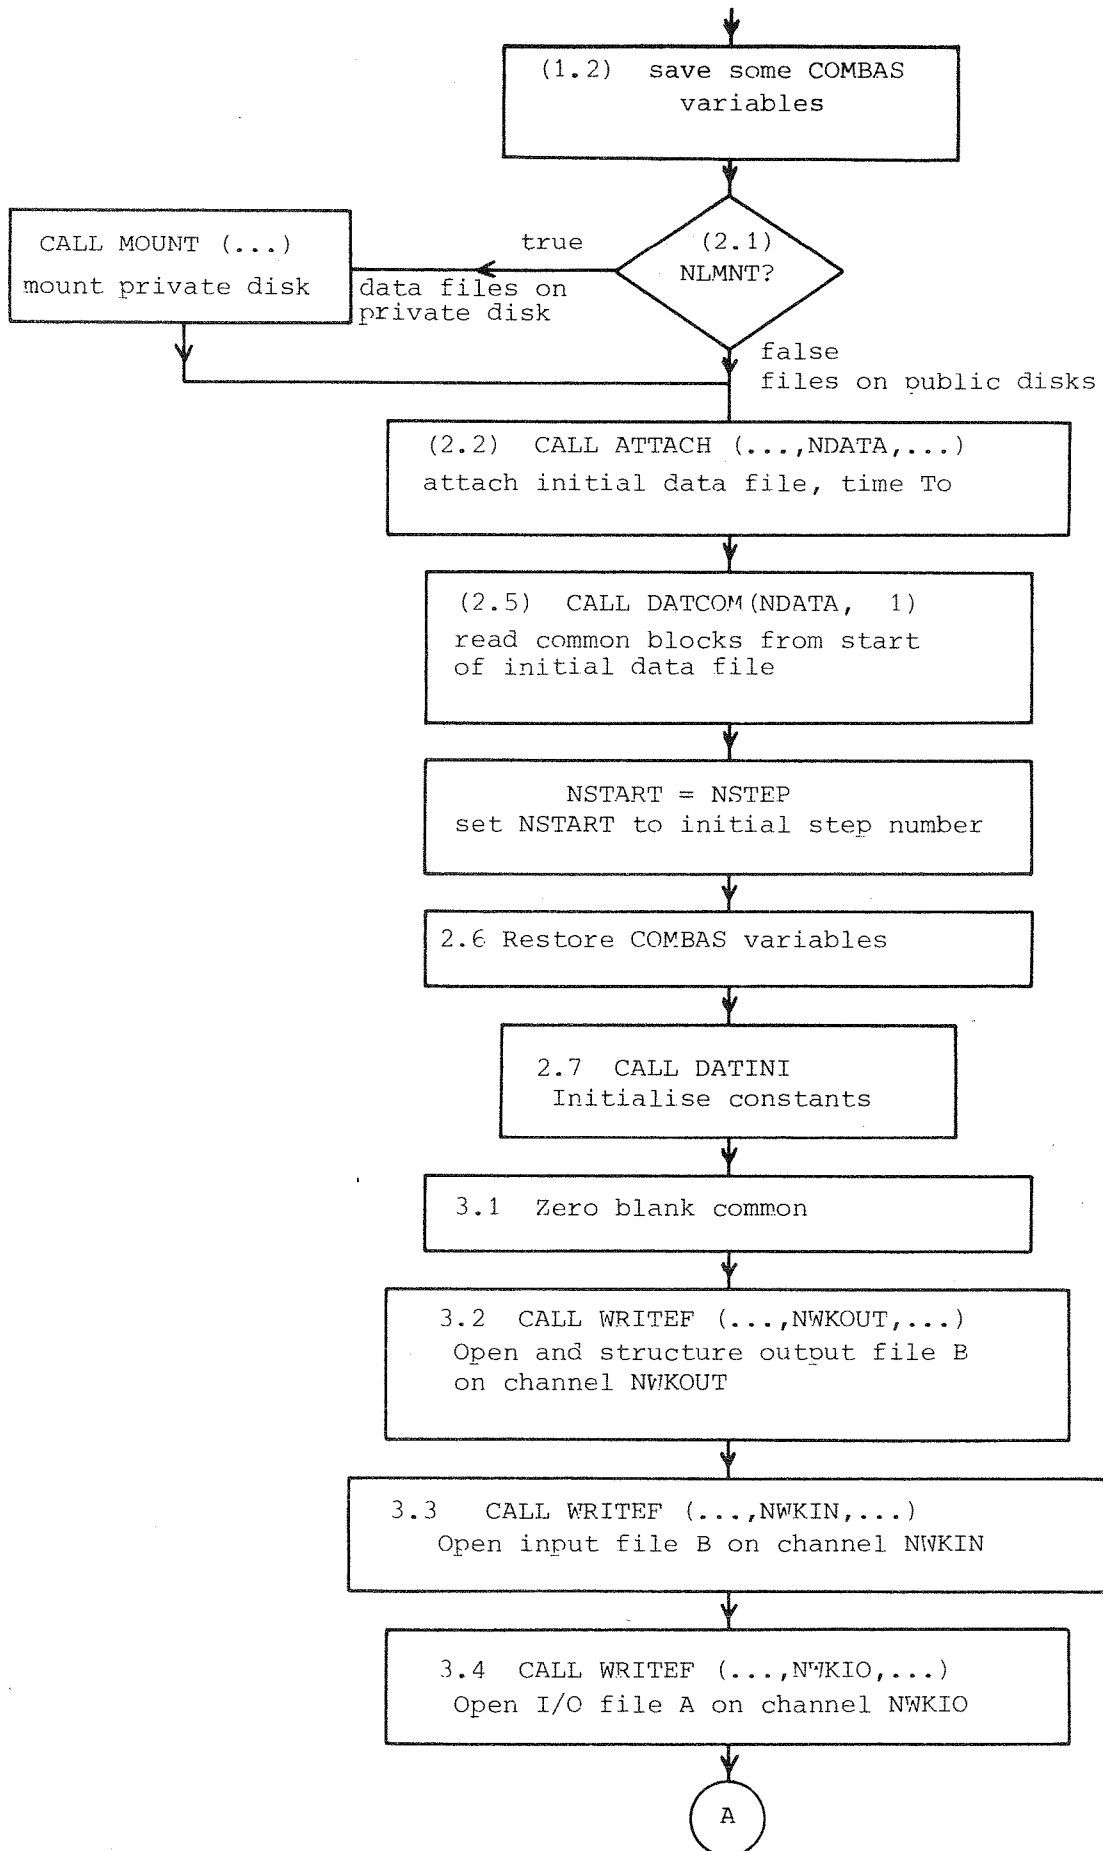 (1.2) save some COMBAS
variables
(2.1)
NLMNT?
true
CALL MOUNT (...)
mount private disk
data files on
private disk
false
files on public disks
(2.2) CALL ATTACH (...,NDATA,...)
attach initial data file, time To
(2.5) CALL DATCOM(NDATA, 1)
read common blocks from start
of initial data file
NSTART = NSTEP
set NSTART to initial step number
2.6 Restore COMBAS variables
2.7 CALL DATINI
Initialise constants
3.1 Zero blank common
3.2 CALL WRITEF (...,NWKOUT,...)
Open and structure output file B
on channel NWKOUT
3.3 CALL WRITEF (...,NWKIN,...)
Open input file B on channel NWKIN
3.4 CALL WRITEF (...,NWKIO,...)
Open I/O file A on channel NWKIO
A